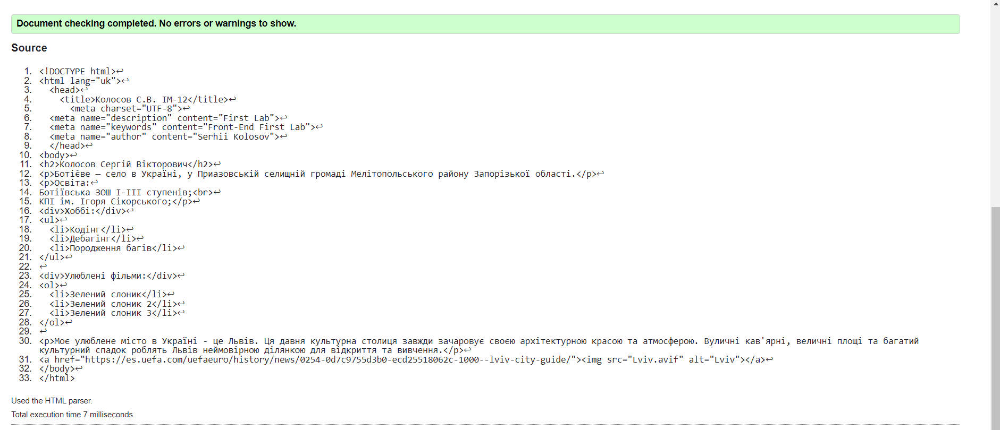 Document checking completed. No errors or warnings to show.
Source
1. <!DOCTYPE html>↩
2. <html lang="uk">↩
3.   <head>↩
4.     <title>Колосов С.В. ІМ-12</title>↩
5.       <meta charset="UTF-8">↩
6.   <meta name="description" content="First Lab">↩
7.   <meta name="keywords" content="Front-End First Lab">↩
8.   <meta name="author" content="Serhii Kolosov">↩
9.   </head>↩
10. <body>↩
11. <h2>Колосов Сергій Вікторович</h2>↩
12. <p>Ботіє́ве — село в Україні, у Приазовській селищній громаді Мелітопольського району Запорізької області.</p>↩
13. <p>Освіта:↩
14. Ботіївська ЗОШ І-ІІІ ступенів;<br>↩
15. КПІ ім. Ігоря Сікорського;</p>↩
16. <div>Хоббі:</div>↩
17. <ul>↩
18.   <li>Кодінг</li>↩
19.   <li>Дебагінг</li>↩
20.   <li>Породження багів</li>↩
21. </ul>↩
22. ↩
23. <div>Улюблені фільми:</div>↩
24. <ol>↩
25.   <li>Зелений слоник</li>↩
26.   <li>Зелений слоник 2</li>↩
27.   <li>Зелений слоник 3</li>↩
28. </ol>↩
29. ↩
30. <p>Моє улюблене місто в Україні - це Львів. Ця давня культурна столиця завжди зачаровує своєю архітектурною красою та атмосферою. Вуличні кав'ярні, величні площі та багатий
культурний спадок роблять Львів неймовірною ділянкою для відкриття та вивчення.</p>↩
31. <a href="https://es.uefa.com/uefaeuro/history/news/0254-0d7c9755d3b0-ecd25518062c-1000--lviv-city-guide/"><img src="Lviv.avif" alt="Lviv"></a>↩
32. </body>↩
33. </html>
Used the HTML parser.
Total execution time 7 milliseconds.